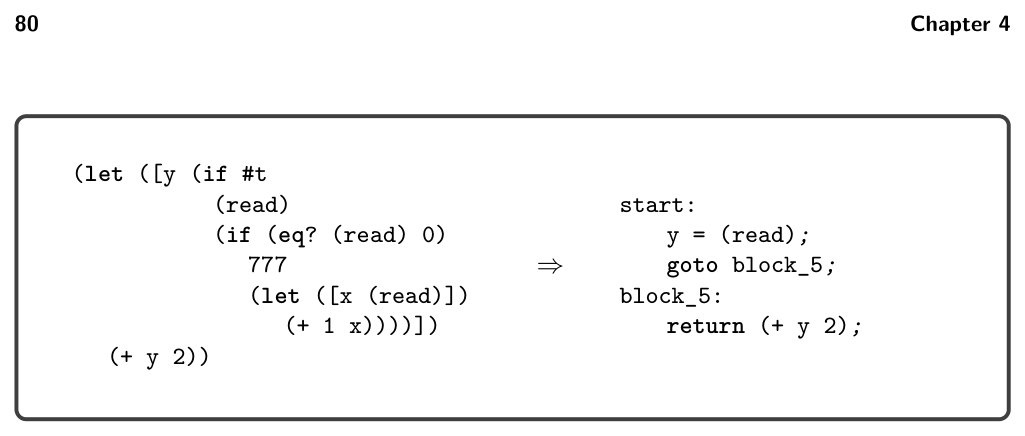 80
Chapter 4
(let ([y (if #t
(read)
(if (eq? (read) 0)
777
(let ([x (read)])
(+ 1 x))))])
(+ y 2))
⇒
start:
y = (read);
goto block_5;
block_5:
return (+ y 2);